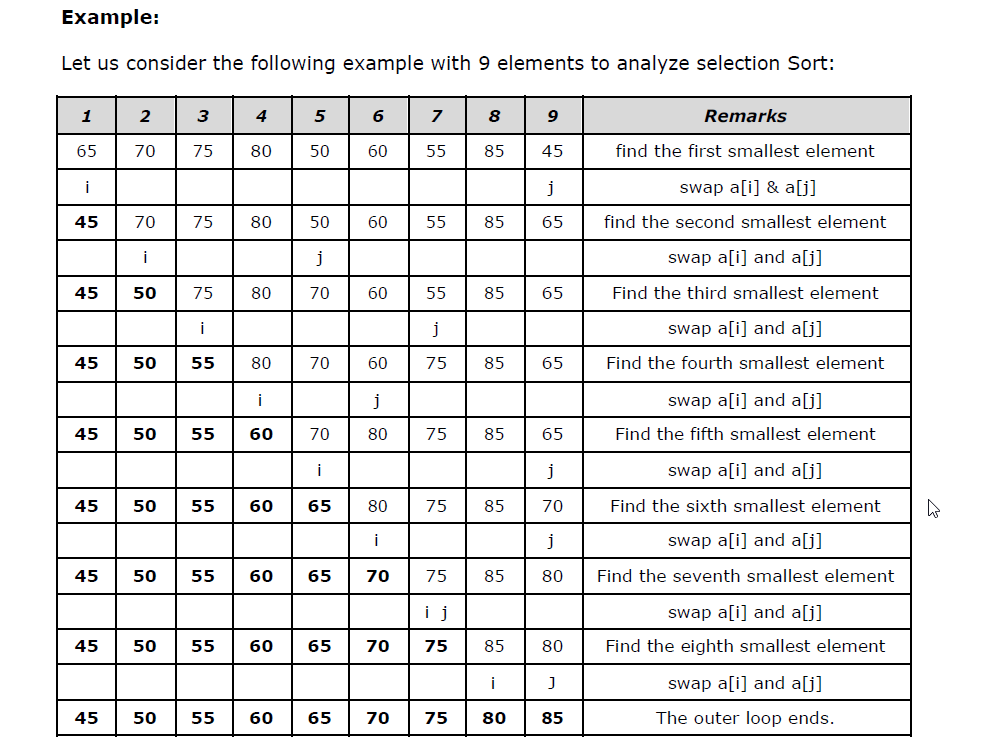 Example:
Let us consider the following example with 9 elements to analyze selection Sort:
1 2 3 4 5 6 7 8 9 Remarks
65 70 75 80 50 60 55 85 45 find the first smallest element
i j swap a[i] & a[j]
45 70 75 80 50 60 55 85 65 find the second smallest element
i j swap a[i] and a[j]
45 50 75 80 70 60 55 85 65 Find the third smallest element
i j swap a[i] and a[j]
45 50 55 80 70 60 75 85 65 Find the fourth smallest element
i j swap a[i] and a[j]
45 50 55 60 70 80 75 85 65 Find the fifth smallest element
i j swap a[i] and a[j]
45 50 55 60 65 80 75 85 70 Find the sixth smallest element
i j swap a[i] and a[j]
45 50 55 60 65 70 75 85 80 Find the seventh smallest element
i j swap a[i] and a[j]
45 50 55 60 65 70 75 85 80 Find the eighth smallest element
i J swap a[i] and a[j]
45 50 55 60 65 70 75 80 85 The outer loop ends.